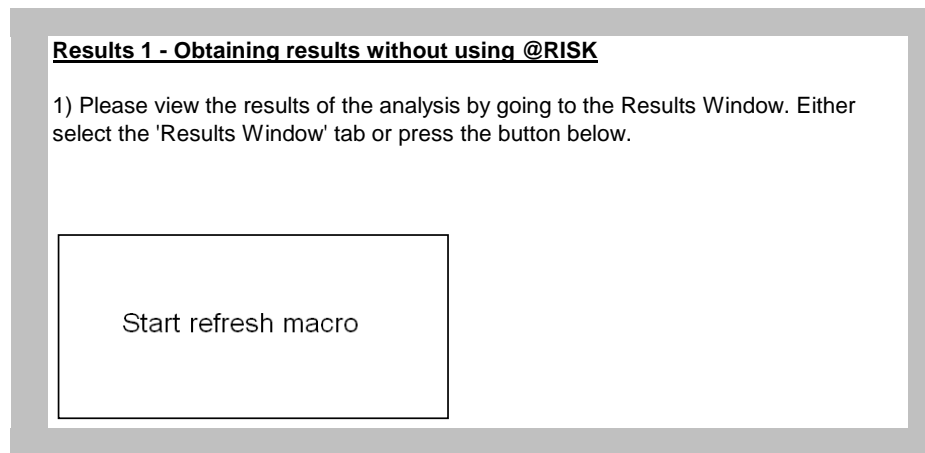 Results 1 - Obtaining results without using @RISK
1) Please view the results of the analysis by going to the Results Window. Either
select the 'Results Window' tab or press the button below.
Start refresh macro